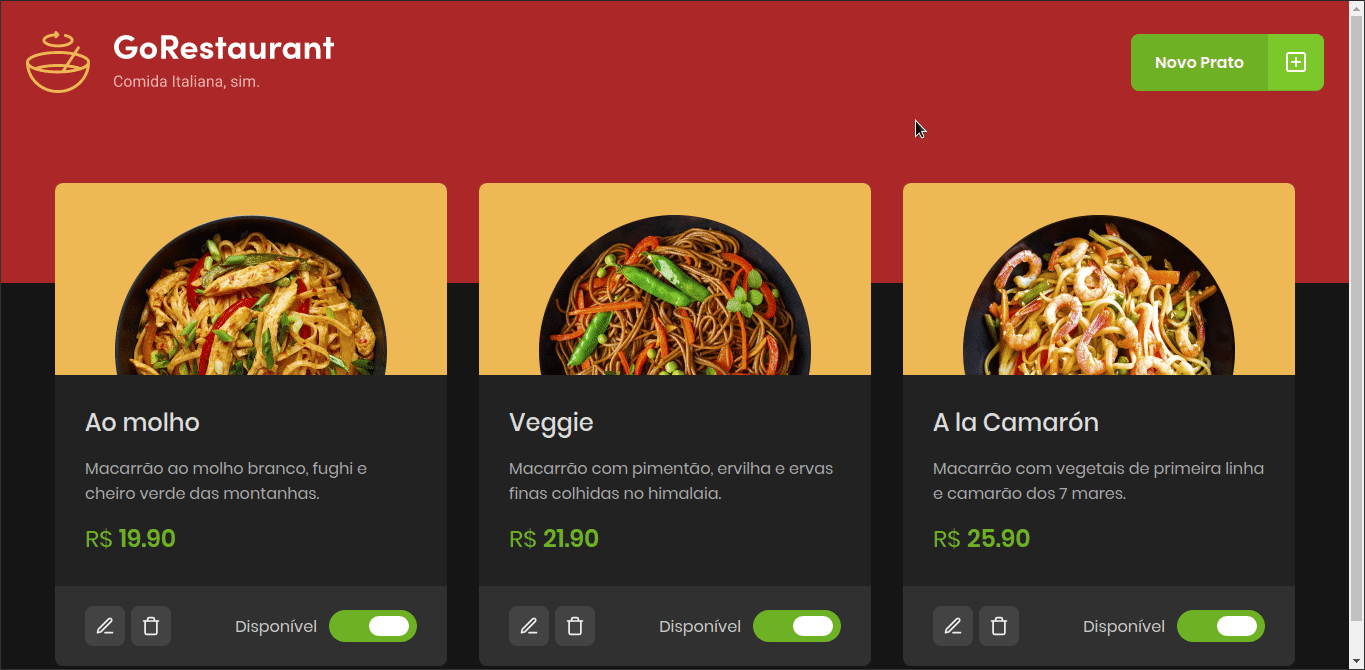 GoRestaurant
Comida Italiana, sim.
Novo Prato
Ao molho
Macarrão ao molho branco, fughi e
cheiro verde das montanhas.
R$ 19.90
Disponível
Veggie
Macarrão com pimentão, ervilha e ervas
finas colhidas no himalaia.
R$ 21.90
Disponível
A la Camarón
Macarrão com vegetais de primeira linha
e camarão dos 7 mares.
R$ 25.90
Disponível